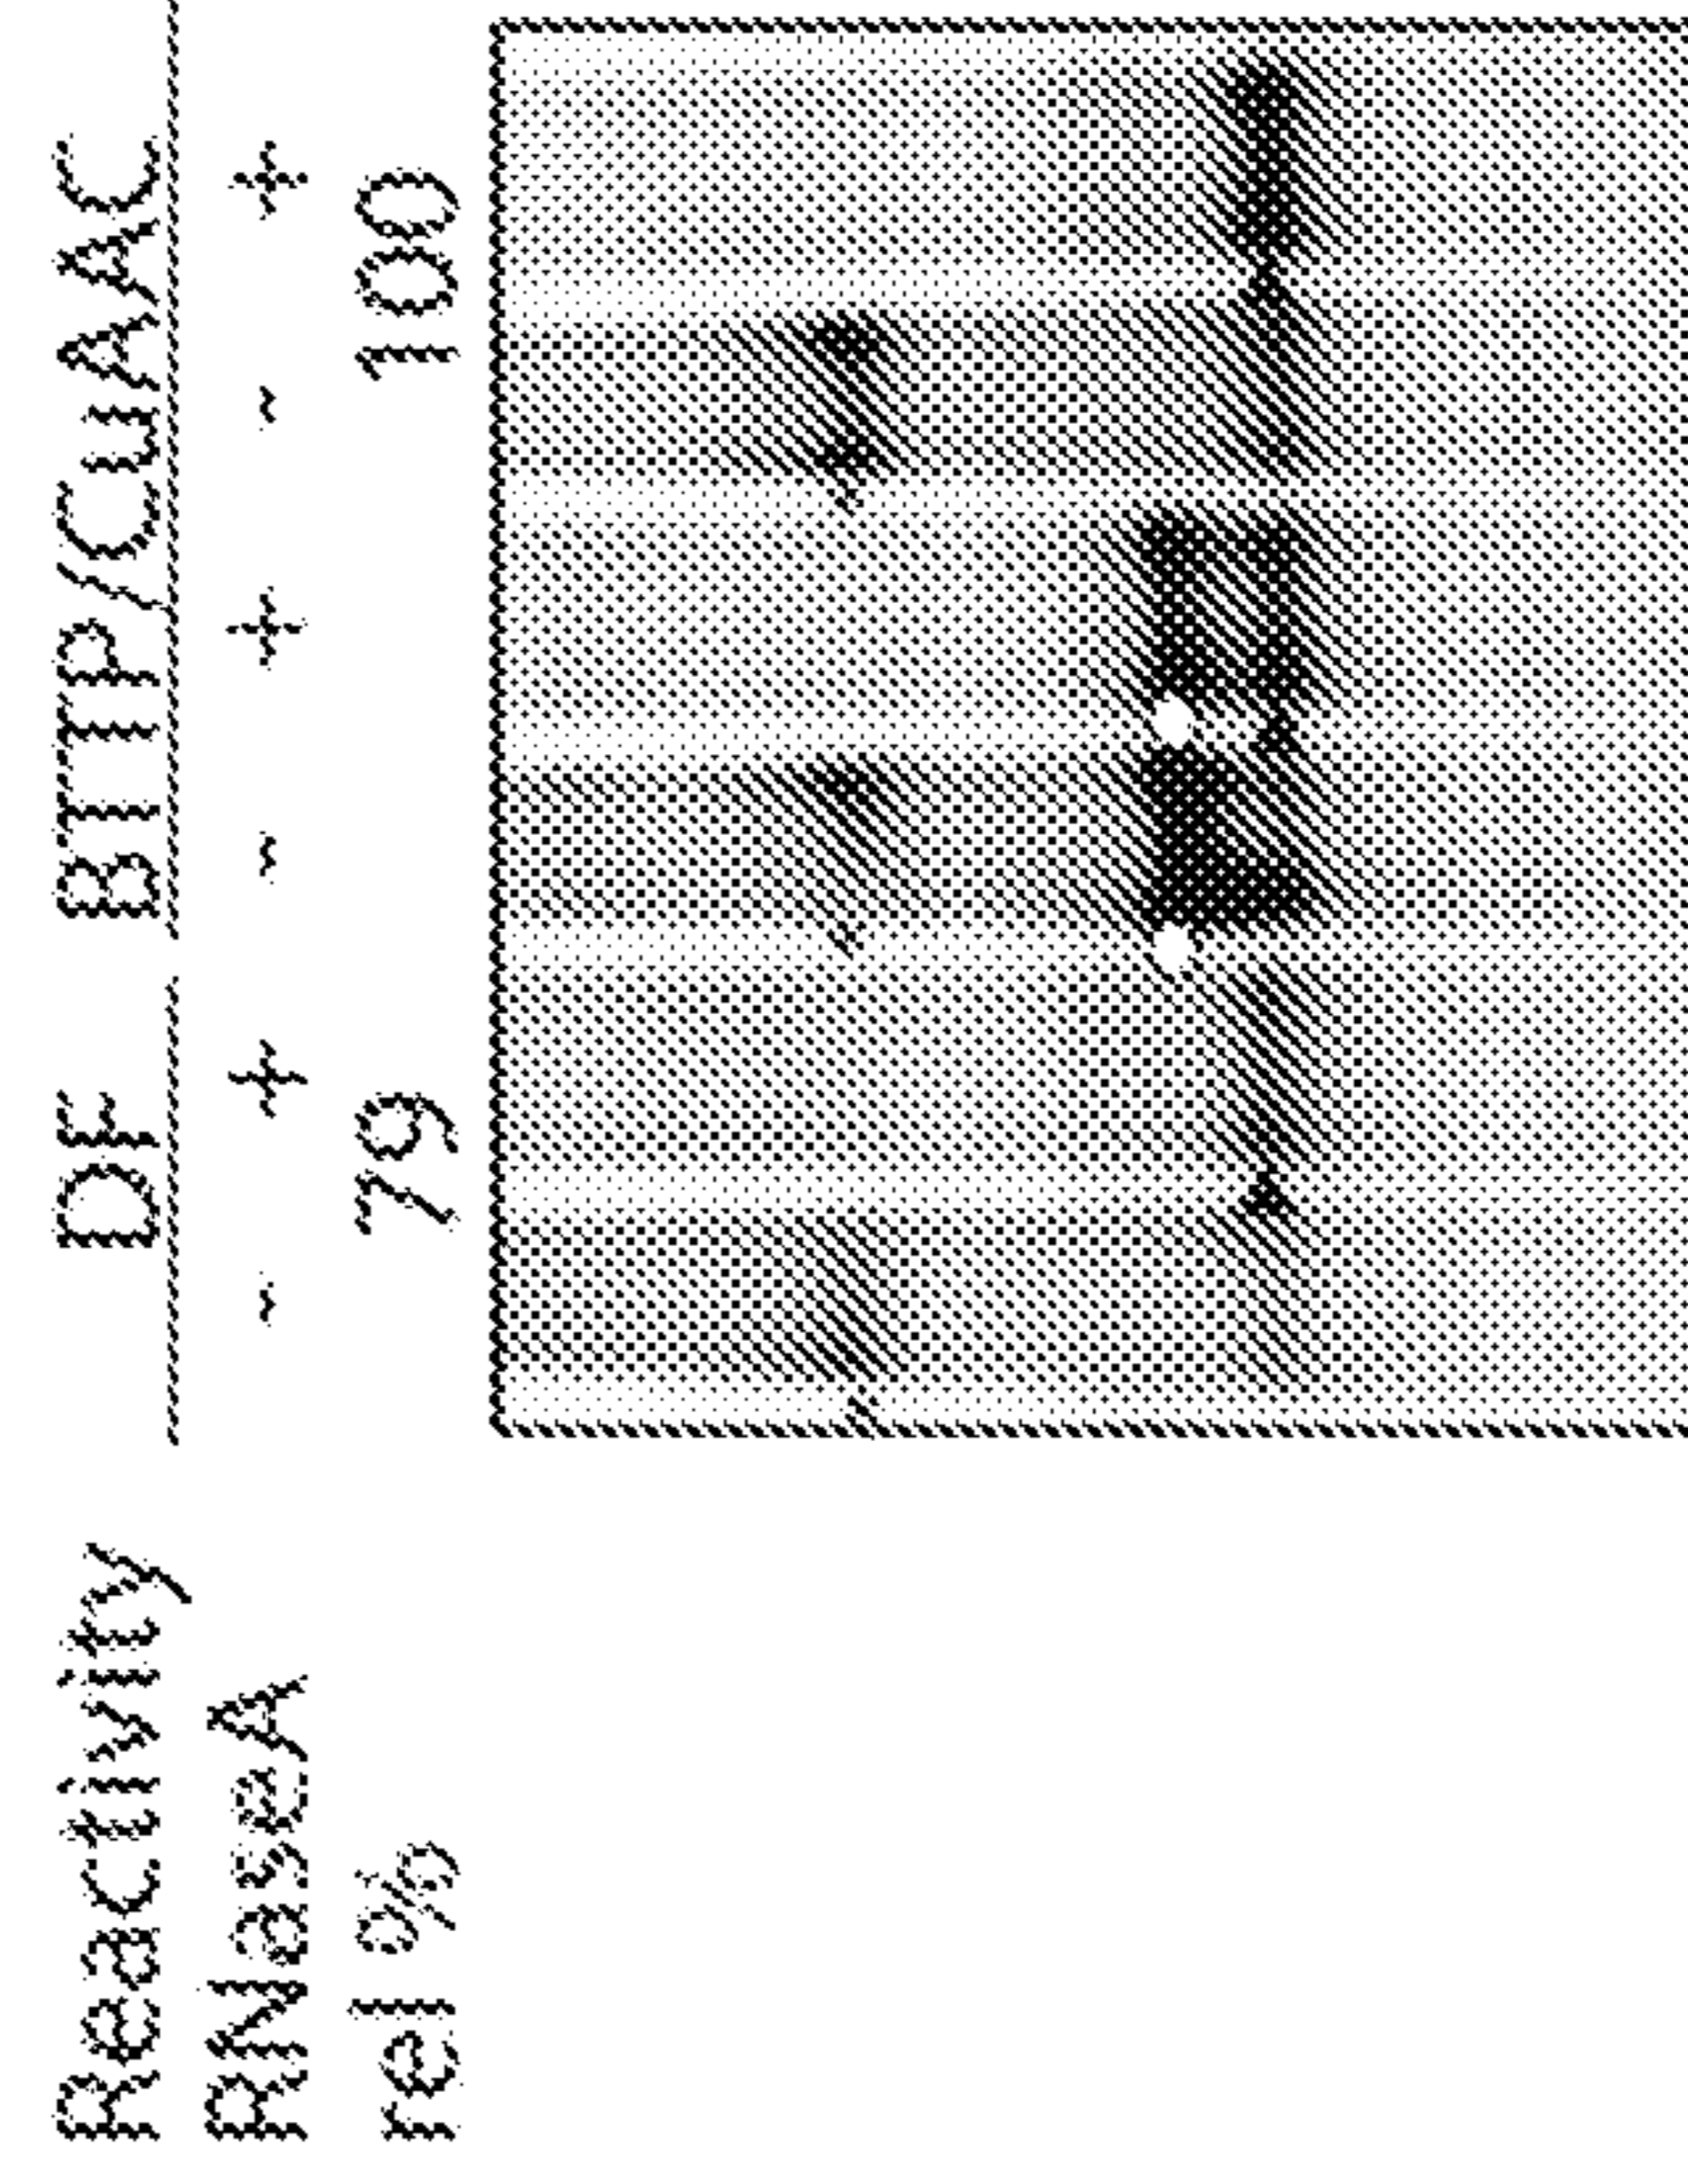 Reactivity DF BTTP/CuAAC
RNaseA - + - + - +
rel % 79 100